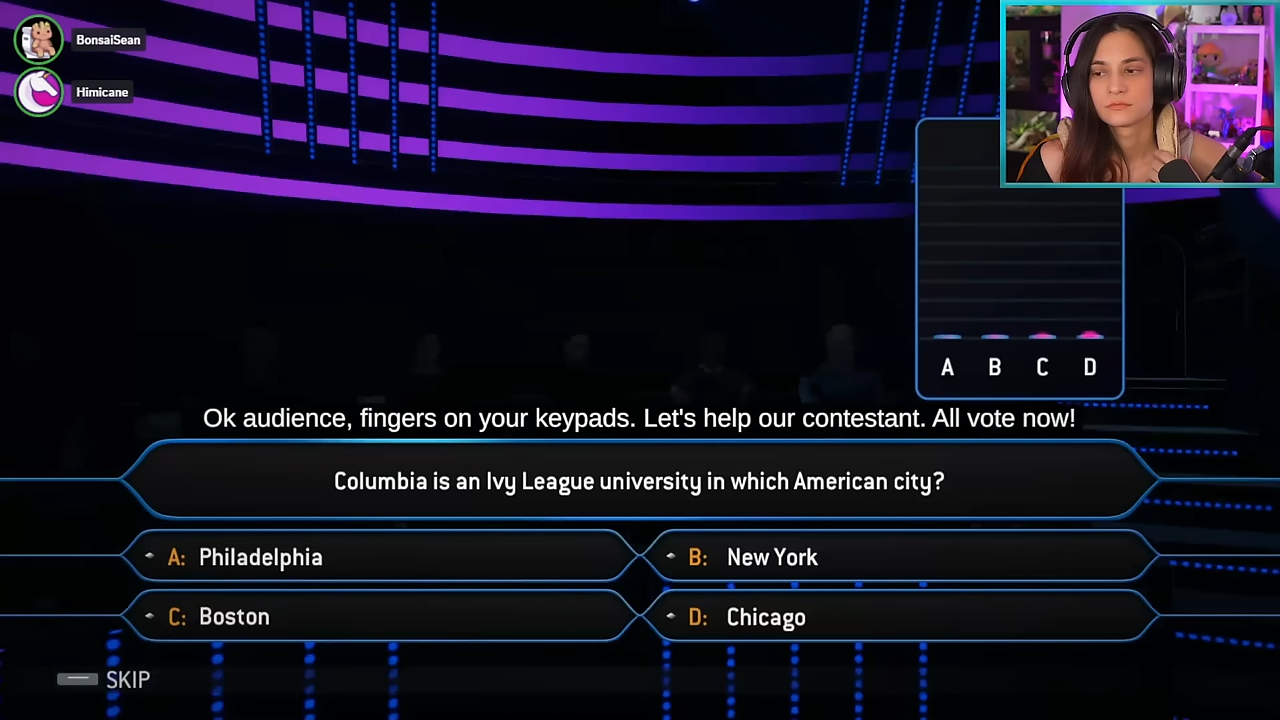 BonsaiSean
Himicane
A B C D
Ok audience, fingers on your keypads. Let's help our contestant. All vote now!
Columbia is an Ivy League university in which American city?
A: Philadelphia
B: New York
C: Boston
D: Chicago
SKIP